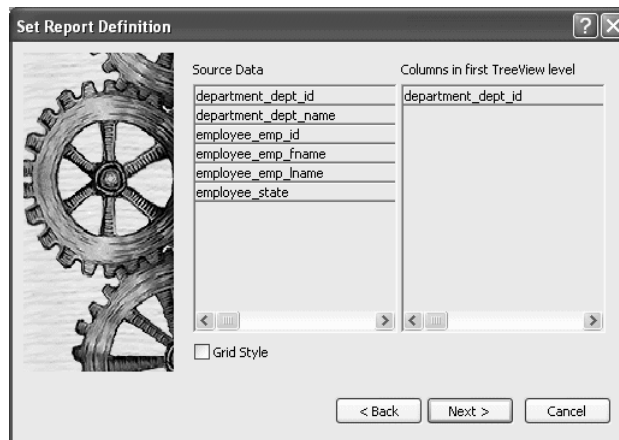 Set Report Definition
Source Data
department_dept_id
department_dept_name
employee_emp_id
employee_emp_fname
employee_emp_lname
employee_state
Columns in first TreeView level
department_dept_id
Grid Style
< Back
Next >
Cancel